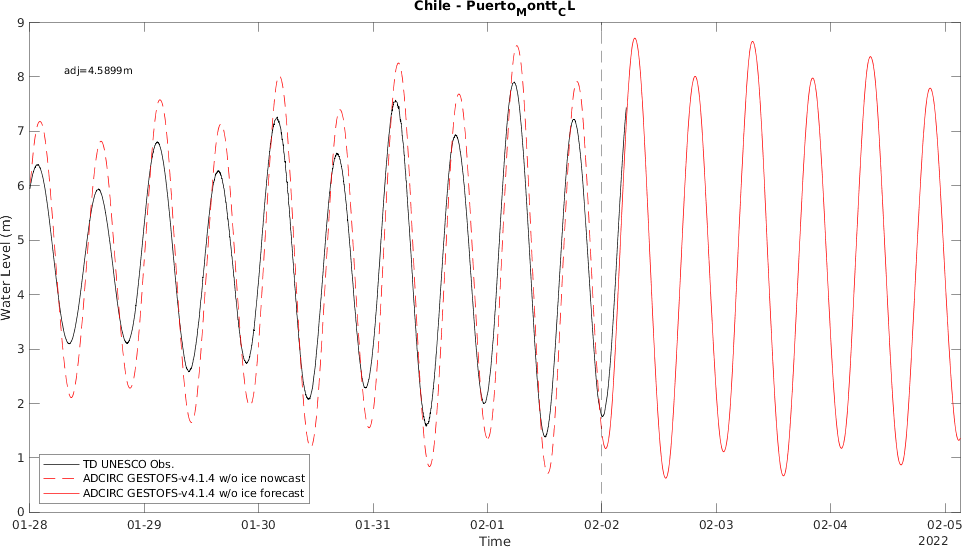 Chile - PuertoMonttCL
9
adj=4.5899m
8
7
6
5
4
3
2
1
0
Water Level (m)
TD UNESCO Obs.
ADCIRC GESTOFS-v4.1.4 w/o ice nowcast
ADCIRC GESTOFS-v4.1.4 w/o ice forecast
01-28 01-29 01-30 01-31 02-01 02-02 02-03 02-04 02-05
Time
2022